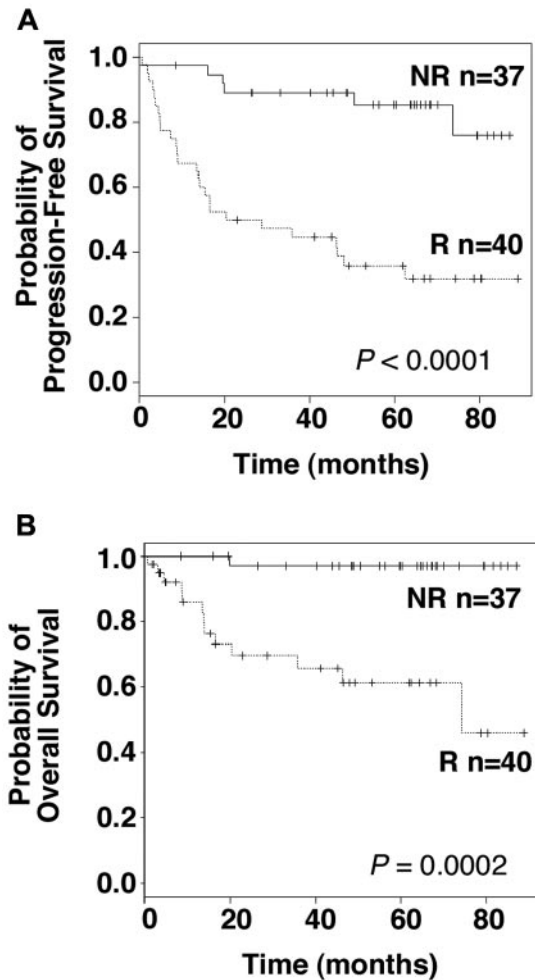 A
Probability of
Progression-Free Survival
1.0
0.8
0.6
0.4
0.2
0.0
NR n=37
R n=40
P < 0.0001
0 20 40 60 80
Time (months)
B
Probability of
Overall Survival
1.0
0.8
0.6
0.4
0.2
0.0
NR n=37
R n=40
P = 0.0002
0 20 40 60 80
Time (months)